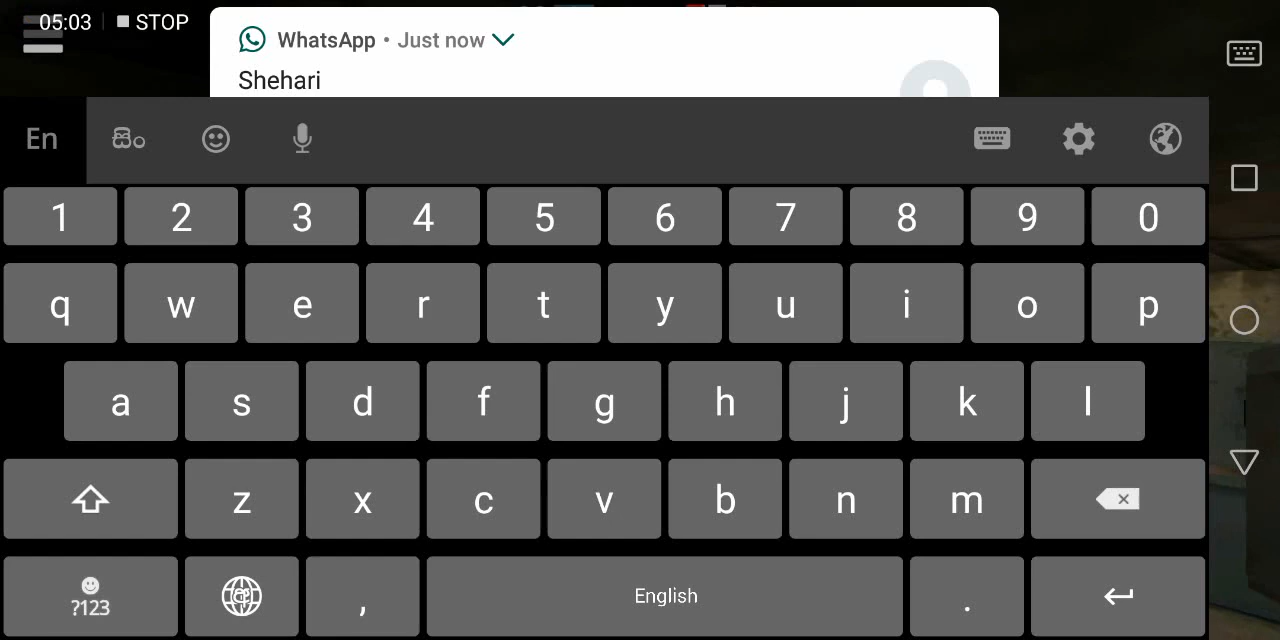 05:03 STOP
WhatsApp • Just now
Shehari
En
1 2 3 4 5 6 7 8 9 0
q w e r t y u i o p
a s d f g h j k l
z x c v b n m
?123 , English .